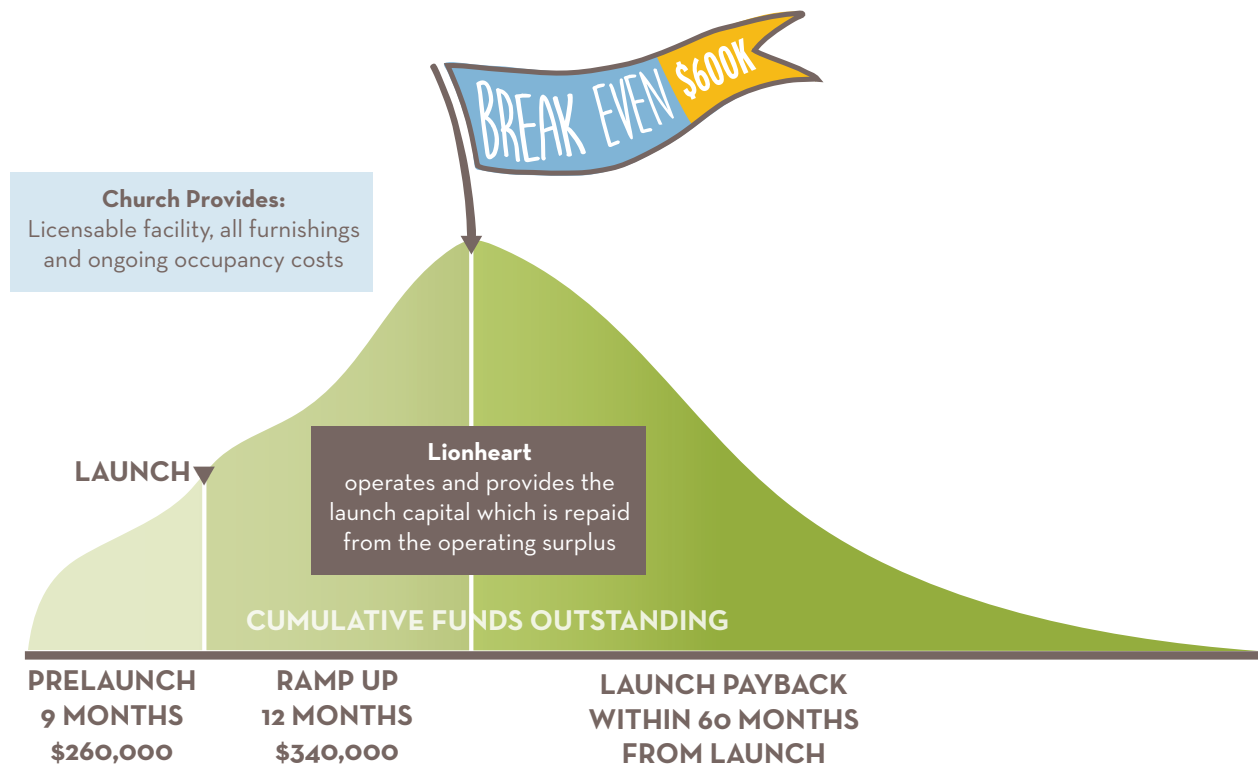 BREAK EVEN $600K
Church Provides:
Licensable facility, all furnishings
and ongoing occupancy costs
LAUNCH
Lionheart
operates and provides the
launch capital which is repaid
from the operating surplus
CUMULATIVE FUNDS OUTSTANDING
PRELAUNCH
9 MONTHS
$260,000
RAMP UP
12 MONTHS
$340,000
LAUNCH PAYBACK
WITHIN 60 MONTHS
FROM LAUNCH